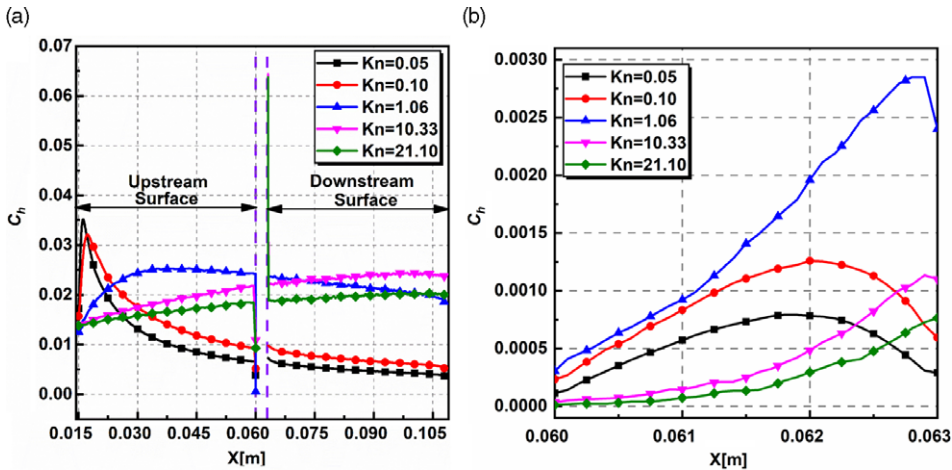 (a)
0.07
0.06
0.05
0.04
0.03
0.02
0.01
0.00
C_h
Kn=0.05
Kn=0.10
Kn=1.06
Kn=10.33
Kn=21.10
Upstream
Surface
Downstream
Surface
0.015 0.030 0.045 0.060 0.075 0.090 0.105
X[m]
(b)
0.0030
0.0025
0.0020
0.0015
0.0010
0.0005
0.0000
C_h
Kn=0.05
Kn=0.10
Kn=1.06
Kn=10.33
Kn=21.10
0.060 0.061 0.062 0.063
X[m]